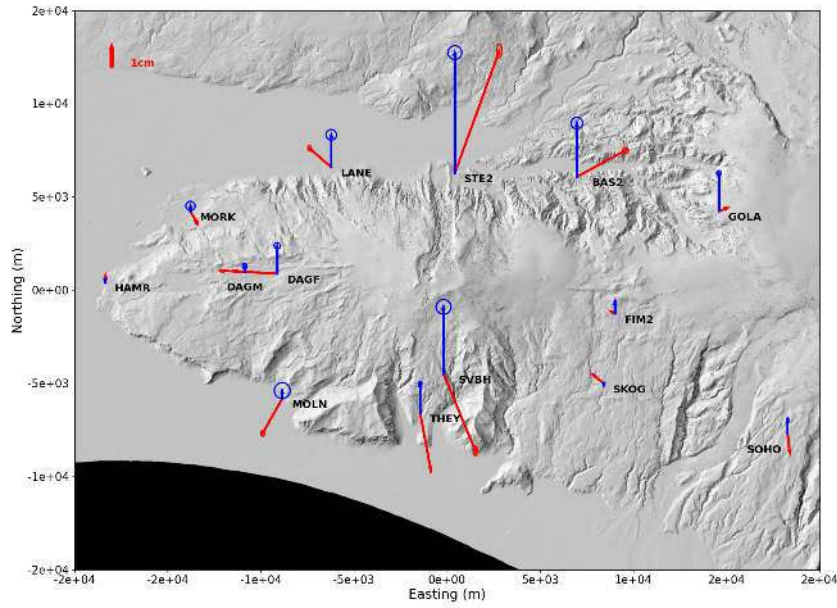 2e+04
1cm
1e+04
LANE
STE2
BAS2
5e+03
MORK
GOLA
Northing (m)
DAGF
0e+00
HAMR
DAGM
FIM2
SVBH
SKOG
-5e+03
MOLN
THEY
SOHO
-1e+04
-2e+04
-2e+04 -2e+04 -1e+04 -5e+03 0e+00 5e+03 1e+04 2e+04 2e+04
Easting (m)